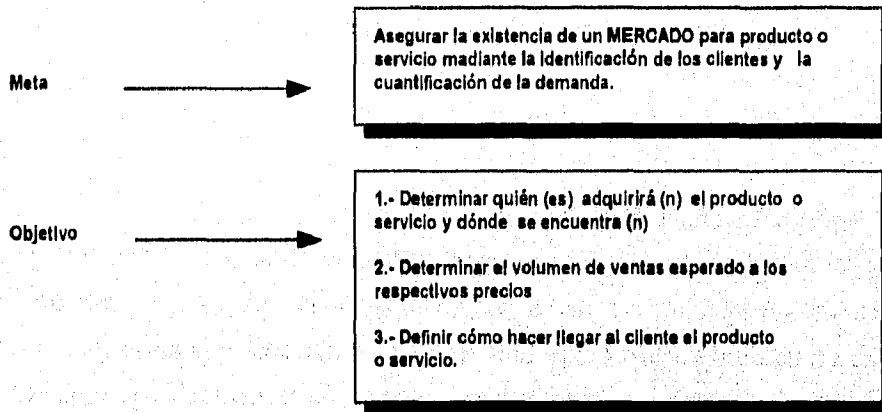 Meta
Asegurar la existencia de un MERCADO para producto o
servicio madiante la identificación de los clientes y la
cuantificación de la demanda.
Objetivo
1.- Determinar quién (es) adquirirá (n) el producto o
servicio y dónde se encuentra (n)
2.- Determinar el volumen de ventas esperado a los
respectivos precios
3.- Definir cómo hacer llegar al cliente el producto
o servicio.